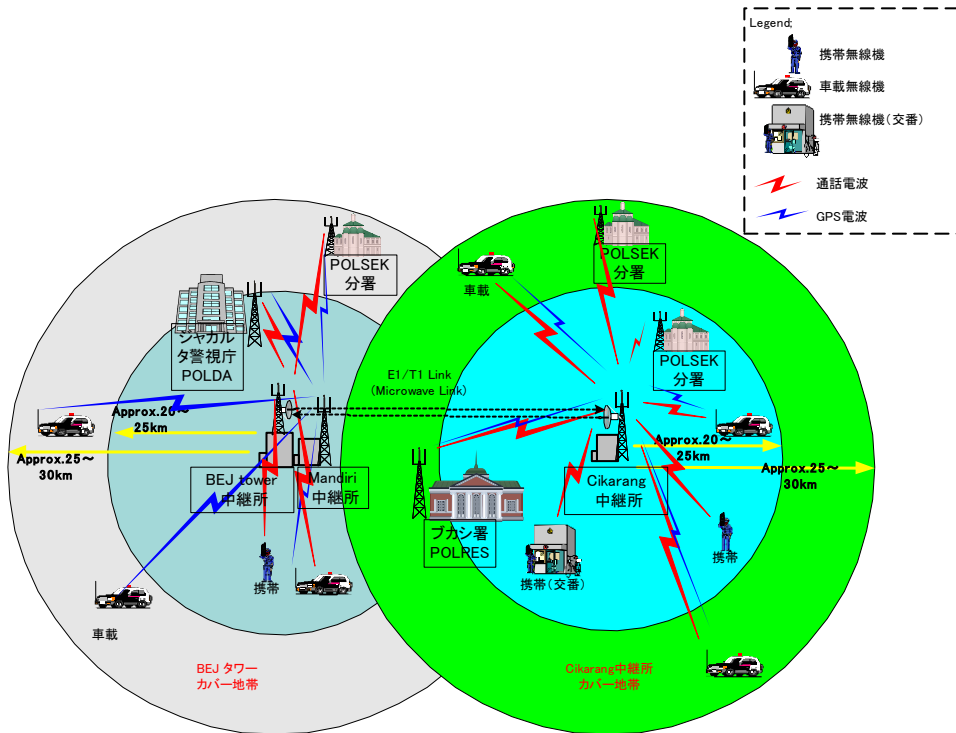 Legend:
携帯無線機
車載無線機
携帯無線機(交番)
通話電波
GPS電波
POLSEK
分署
POLSEK
分署
車載
ジャカル
タ警視庁
POLDA
POLSEK
分署
E1/T1 Link
(Microwave Link)
Approx.20～
25km
Approx.25～
30km
BEJ tower
中継所
Mandiri
中継所
Cikarang
中継所
Approx.20～
25km
Approx.25～
30km
ブカシ署
POLRES
携帯
携帯(交番)
携帯
車載
BEJ タワー
カバー地帯
Cikarang中継所
カバー地帯